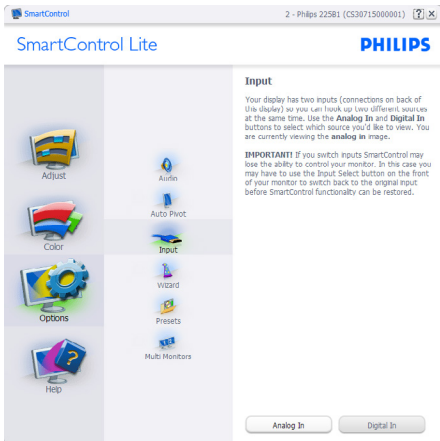 SmartControl
2 - Philips 225B1 (CS30715000001)
SmartControl Lite
PHILIPS
Adjust
Color
Options
Help
Audio
Auto Pivot
Input
Wizard
Presets
Multi Monitors
Input
Your display has two inputs (connections on back of
this display) so you can hook up two different sources
at the same time. Use the Analog In and Digital In
buttons to select which source you'd like to view. You
are currently viewing the analog in image.
IMPORTANT! If you switch inputs SmartControl may
lose the ability to control your monitor. In this case you
may have to use the Input Select button on the front
of your monitor to switch back to the original input
before SmartControl functionality can be restored.
Analog In
Digital In